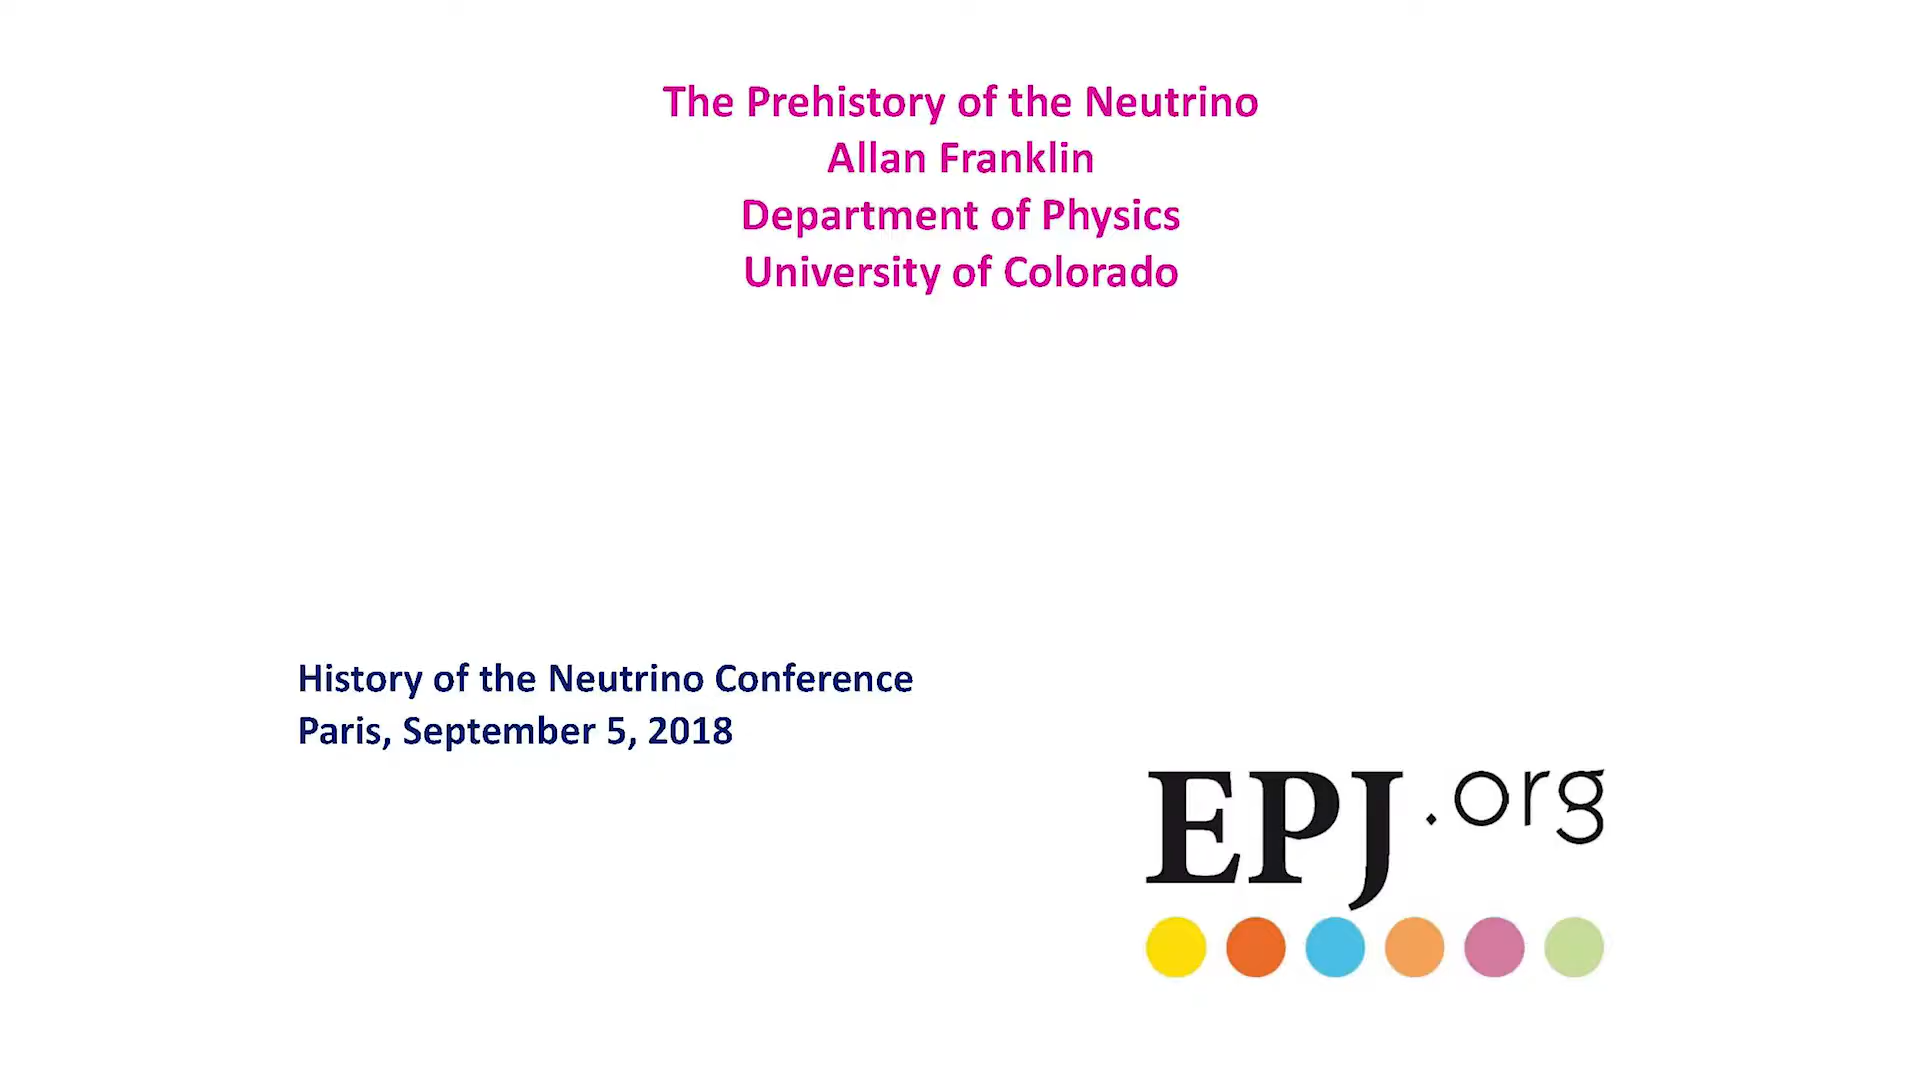 The Prehistory of the Neutrino
Allan Franklin
Department of Physics
University of Colorado
History of the Neutrino Conference
Paris, September 5, 2018
EPJ.org